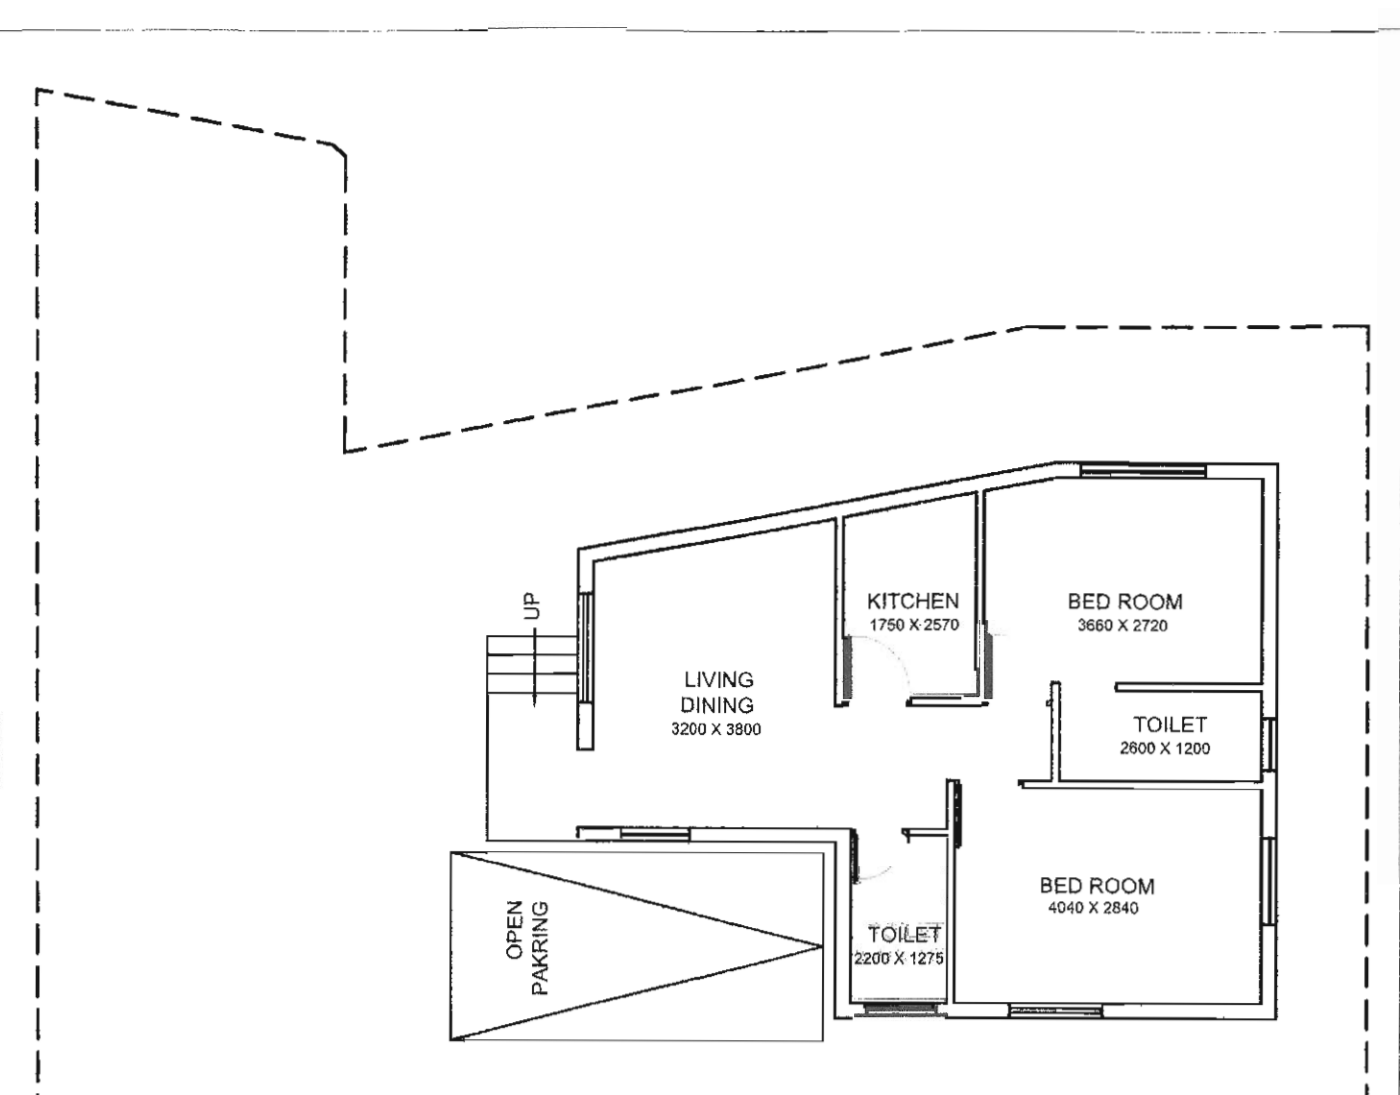 KITCHEN
1750 X 2570
BED ROOM
3660 X 2720
UP
LIVING
DINING
3200 X 3800
TOILET
2600 X 1200
BED ROOM
4040 X 2840
OPEN
PAKRING
TOILET
2200 X 1275